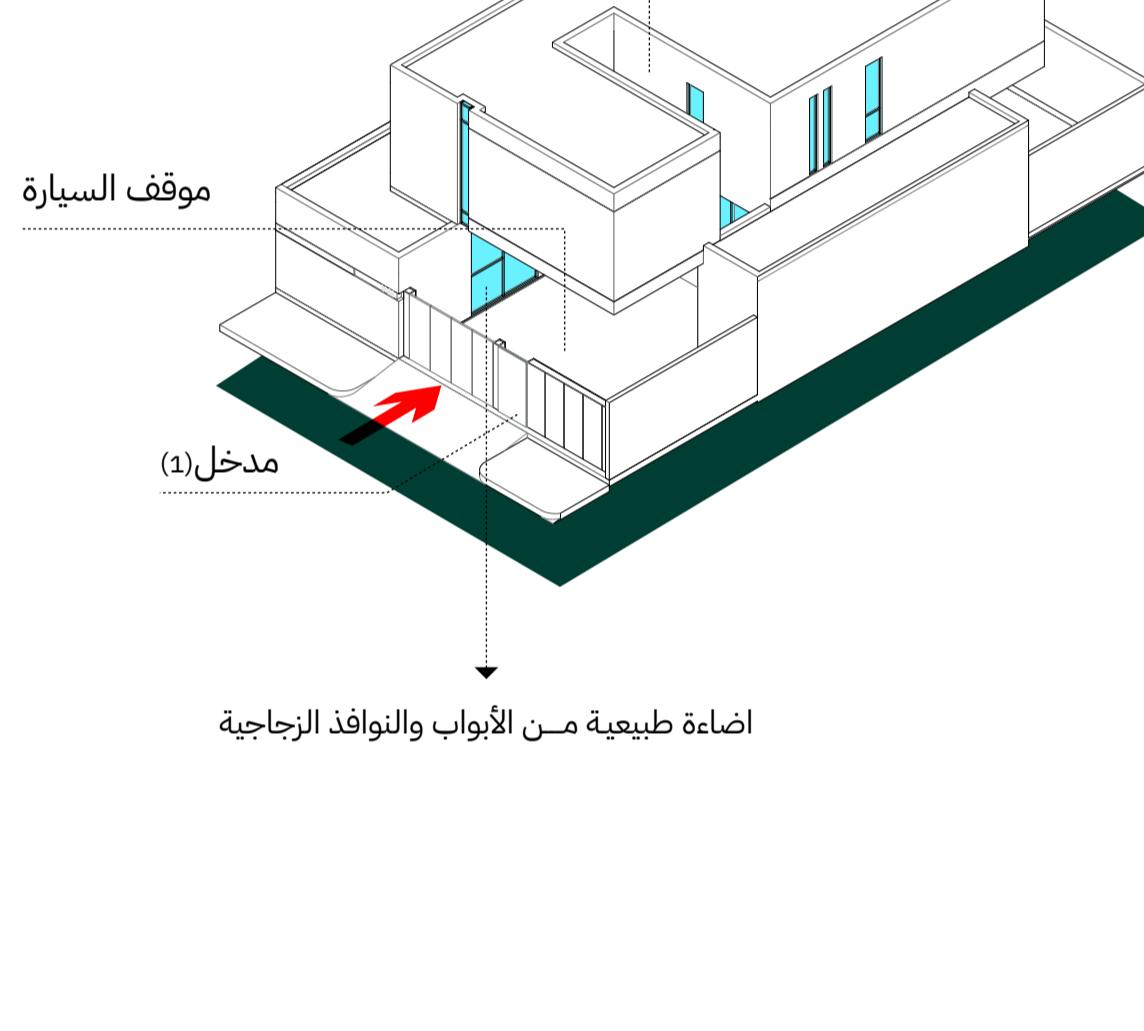 موقف السيارة
مدخل(1)
اضاءة طبيعية مــن الأبواب والنوافذ الزجاجية